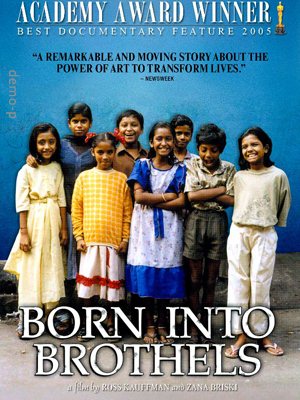 ACADEMY AWARD WINNER
BEST DOCUMENTARY FEATURE 2005
"A REMARKABLE AND MOVING STORY ABOUT THE
POWER OF ART TO TRANSFORM LIVES."
– NEWSWEEK
demo-p
BORN INTO
BROTHELS
a film by ROSS KAUFFMAN and ZANA BRISKI